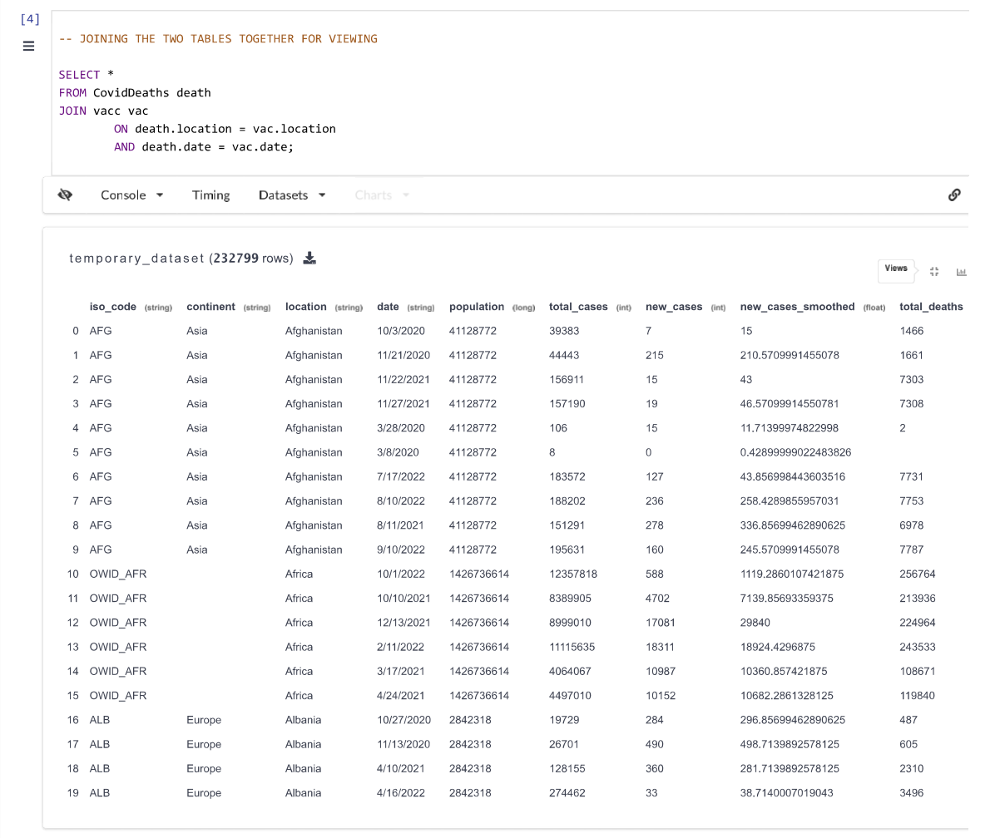 [4]
-- JOINING THE TWO TABLES TOGETHER FOR VIEWING
SELECT *
FROM CovidDeaths death
JOIN vacc vac
ON death.location = vac.location
AND death.date = vac.date;
Console Timing Datasets Charts
temporary_dataset (232799 rows)
Views
iso_code (string) continent (string) location (string) date (string) population (long) total_cases (int) new_cases (int) new_cases_smoothed (float) total_deaths
0 AFG Asia Afghanistan 10/3/2020 41128772 39383 7 15 1466
1 AFG Asia Afghanistan 11/21/2020 41128772 44443 215 210.5709991455078 1661
2 AFG Asia Afghanistan 11/22/2021 41128772 156911 15 43 7303
3 AFG Asia Afghanistan 11/27/2021 41128772 157190 19 46.57099914550781 7308
4 AFG Asia Afghanistan 3/28/2020 41128772 106 15 11.71399974822998 2
5 AFG Asia Afghanistan 3/8/2020 41128772 8 0 0.42899999022483826
6 AFG Asia Afghanistan 7/17/2022 41128772 183572 127 43.856998443603516 7731
7 AFG Asia Afghanistan 8/10/2022 41128772 188202 236 258.4289855957031 7753
8 AFG Asia Afghanistan 8/11/2021 41128772 151291 278 336.85699462890625 6978
9 AFG Asia Afghanistan 9/10/2022 41128772 195631 160 245.5709991455078 7787
10 OWID_AFR Africa 10/1/2022 1426736614 12357818 588 1119.2860107421875 256764
11 OWID_AFR Africa 10/10/2021 1426736614 8389905 4702 7139.85693359375 213936
12 OWID_AFR Africa 12/13/2021 1426736614 8999010 17081 29840 224964
13 OWID_AFR Africa 2/11/2022 1426736614 11115635 18311 18924.4296875 243533
14 OWID_AFR Africa 3/17/2021 1426736614 4064067 10987 10360.857421875 108671
15 OWID_AFR Africa 4/24/2021 1426736614 4497010 10152 10682.2861328125 119840
16 ALB Europe Albania 10/27/2020 2842318 19729 284 296.85699462890625 487
17 ALB Europe Albania 11/13/2020 2842318 26701 490 498.7139892578125 605
18 ALB Europe Albania 4/10/2021 2842318 128155 360 281.7139892578125 2310
19 ALB Europe Albania 4/16/2022 2842318 274462 33 38.7140007019043 3496